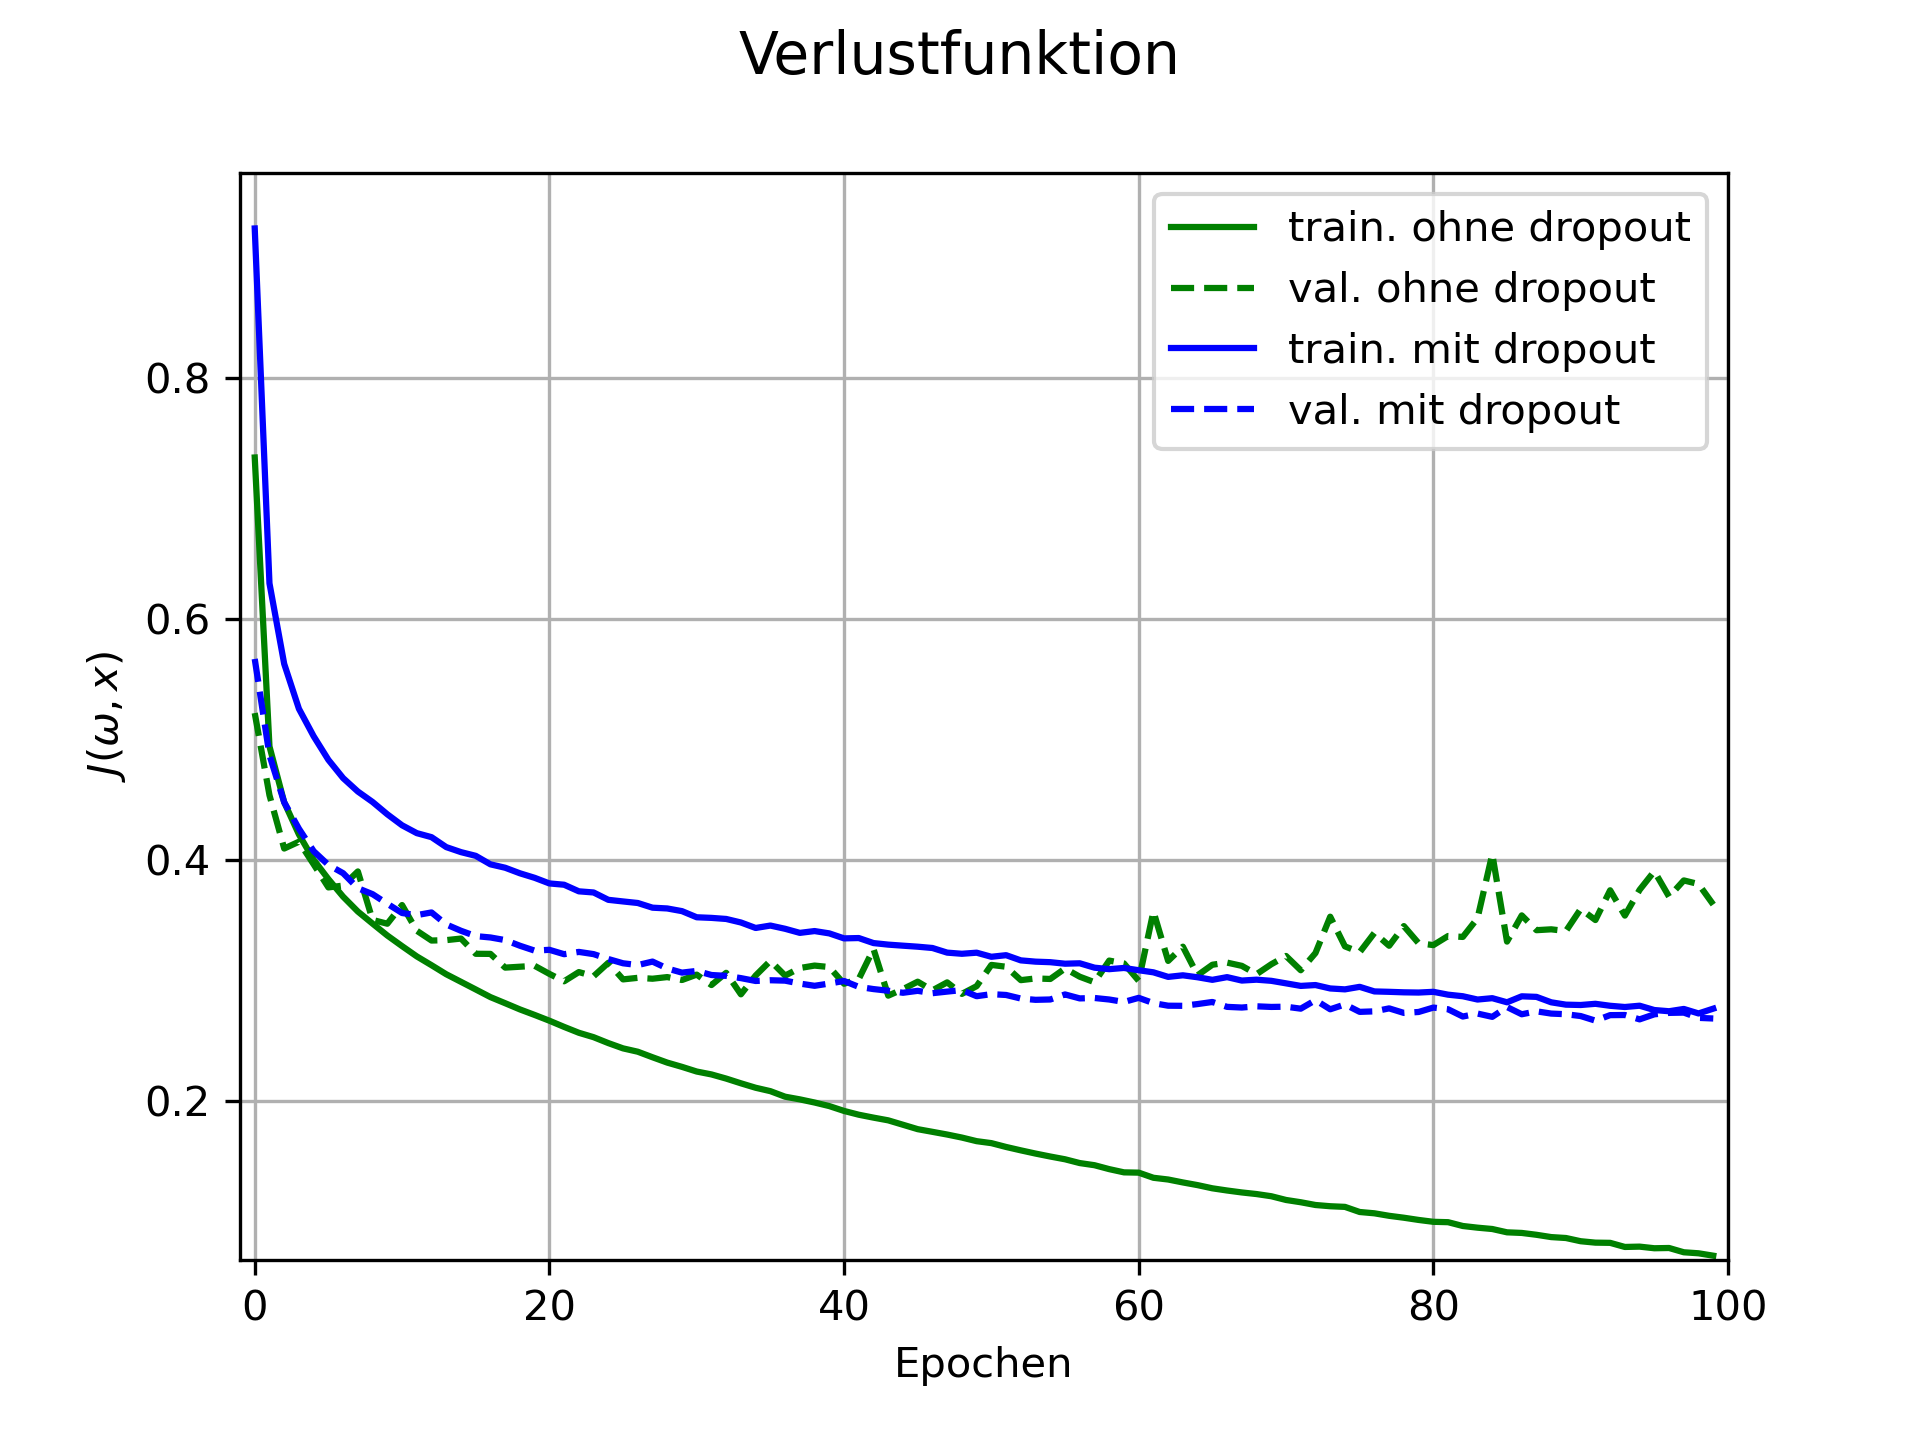 Verlustfunktion
train. ohne dropout
val. ohne dropout
train. mit dropout
val. mit dropout
0.8
0.6
0.4
0.2
J(ω, x)
0 20 40 60 80 100
Epochen